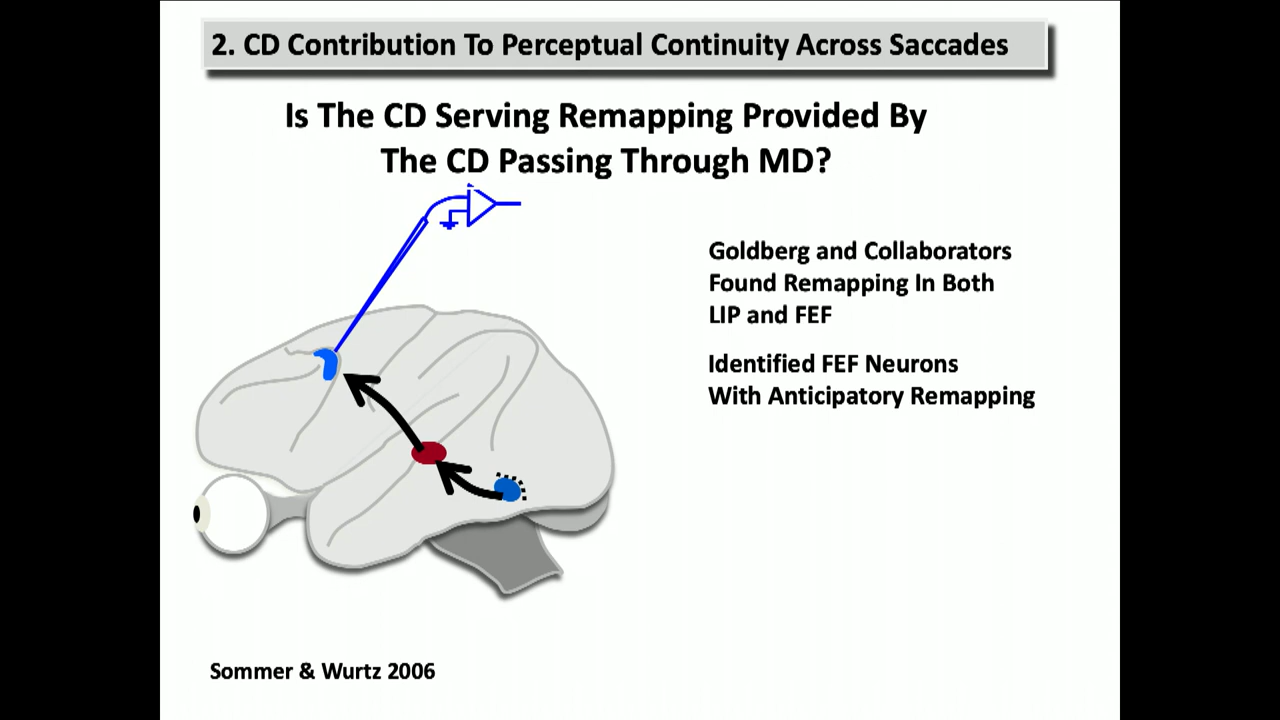 2. CD Contribution To Perceptual Continuity Across Saccades
Is The CD Serving Remapping Provided By
The CD Passing Through MD?
Goldberg and Collaborators
Found Remapping In Both
LIP and FEF
Identified FEF Neurons
With Anticipatory Remapping
Sommer & Wurtz 2006